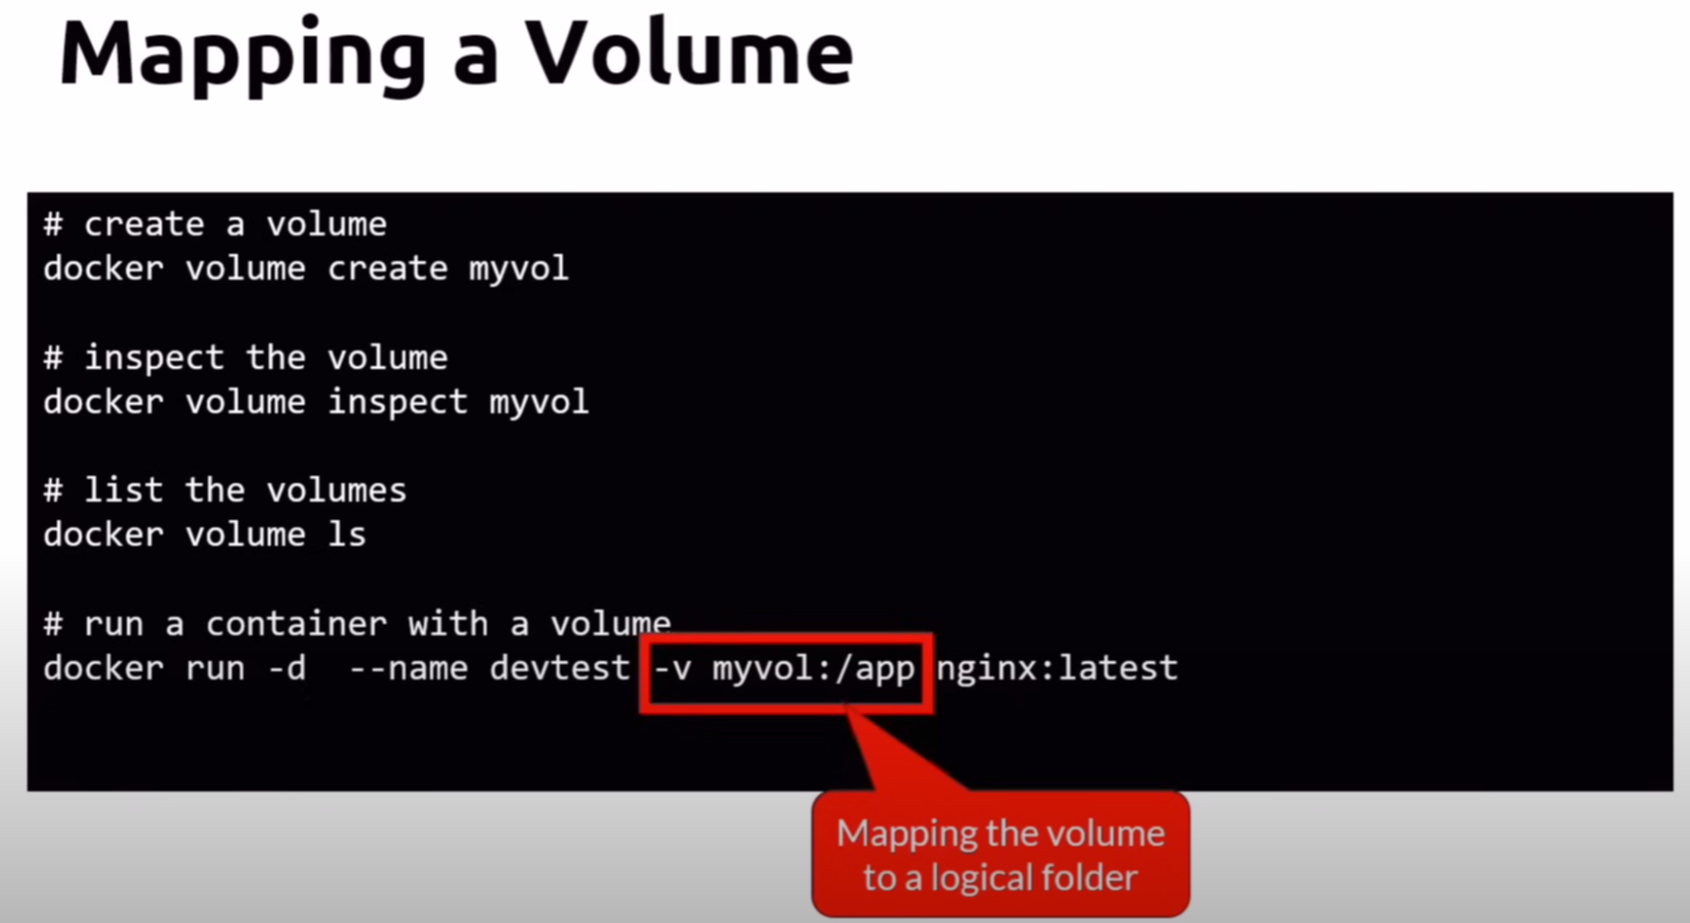 Mapping a Volume
# create a volume
docker volume create myvol
# inspect the volume
docker volume inspect myvol
# list the volumes
docker volume ls
# run a container with a volume
docker run -d  --name devtest -v myvol:/app nginx:latest
Mapping the volume
to a logical folder